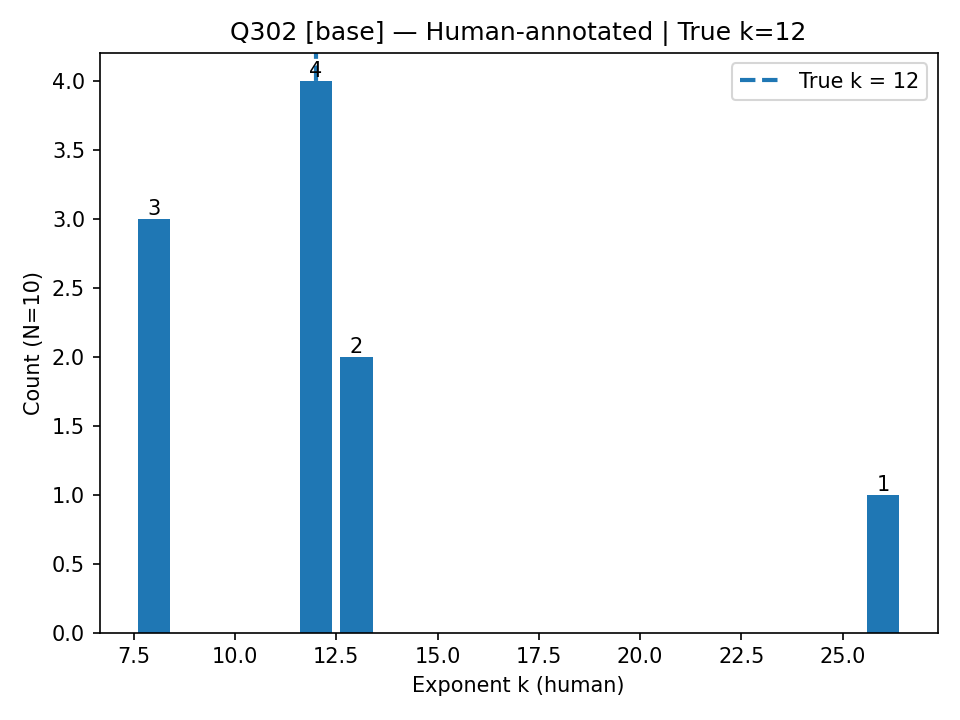 Q302 [base] — Human-annotated | True k=12
True k = 12
Count (N=10)
4.0
3.5
3.0
2.5
2.0
1.5
1.0
0.5
0.0
3
4
2
1
7.5 10.0 12.5 15.0 17.5 20.0 22.5 25.0
Exponent k (human)